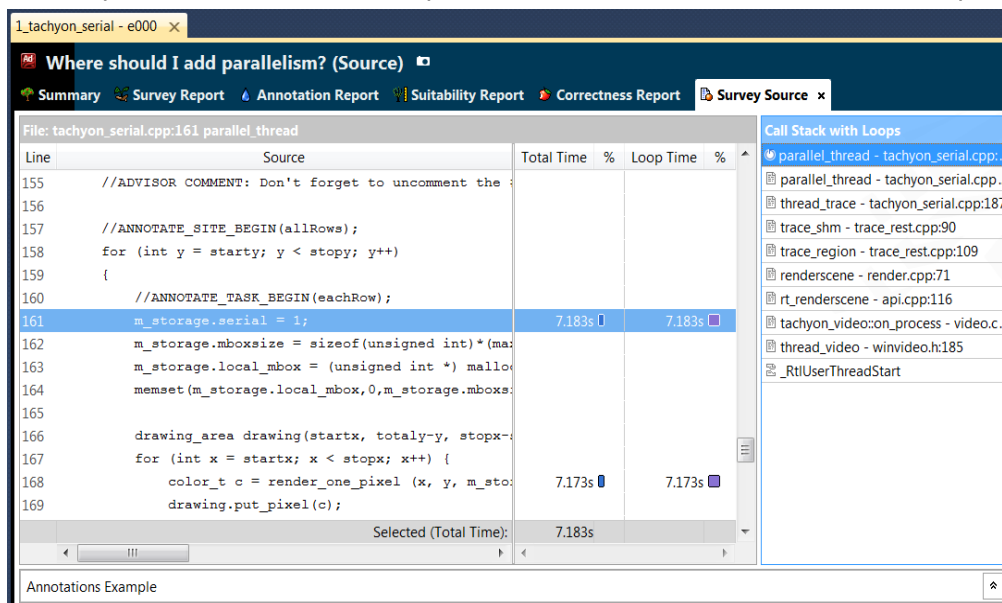 1_tachyon_serial - e000 ×
Where should I add parallelism? (Source)
Summary Survey Report Annotation Report Suitability Report Correctness Report Survey Source ×
File: tachyon_serial.cpp:161 parallel_thread
Line Source Total Time % Loop Time %
155 //ADVISOR COMMENT: Don't forget to uncomment the
156
157 //ANNOTATE_SITE_BEGIN(allRows);
158 for (int y = starty; y < stopy; y++)
159 {
160 //ANNOTATE_TASK_BEGIN(eachRow);
161 m_storage.serial = 1; 7.183s 7.183s
162 m_storage.mboxsize = sizeof(unsigned int)*(max
163 m_storage.local_mbox = (unsigned int *) mallo
164 memset(m_storage.local_mbox,0,m_storage.mboxs
165
166 drawing_area drawing(startx, totaly-y, stopx-
167 for (int x = startx; x < stopx; x++) {
168 color_t c = render_one_pixel (x, y, m_sto 7.173s 7.173s
169 drawing.put_pixel(c);
Selected (Total Time): 7.183s
Call Stack with Loops
parallel_thread - tachyon_serial.cpp:...
parallel_thread - tachyon_serial.cpp...
thread_trace - tachyon_serial.cpp:187
trace_shm - trace_rest.cpp:90
trace_region - trace_rest.cpp:109
renderscene - render.cpp:71
rt_renderscene - api.cpp:116
tachyon_video::on_process - video.c...
thread_video - winvideo.h:185
_RtlUserThreadStart
Annotations Example